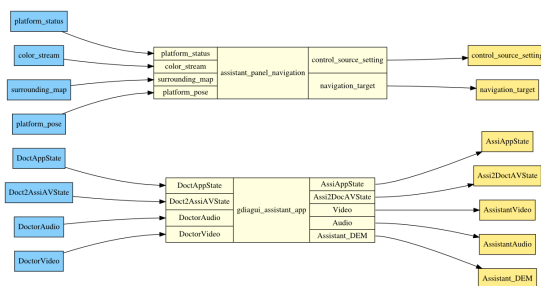 platform_status
color_stream
surrounding_map
platform_pose
platform_status
color_stream
surrounding_map
platform_pose
assistant_panel_navigation
control_source_setting
navigation_target
control_source_setting
navigation_target
DoctAppState
Doct2AssiAVState
DoctorAudio
DoctorVideo
DoctAppState
Doct2AssiAVState
DoctorAudio
DoctorVideo
gdiagui_assistant_app
AssiAppState
Assi2DocAVState
Video
Audio
Assistant_DEM
AssiAppState
Assi2DoctAVState
AssistantVideo
AssistantAudio
Assistant_DEM